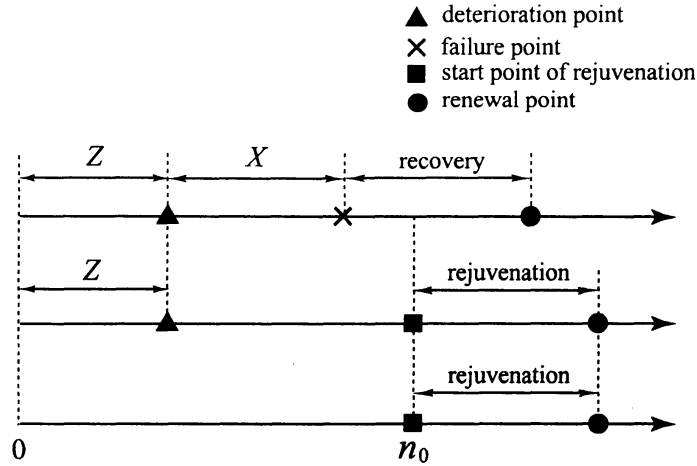 deterioration point
failure point
start point of rejuvenation
renewal point
Z X recovery
Z rejuvenation
rejuvenation
0 n₀